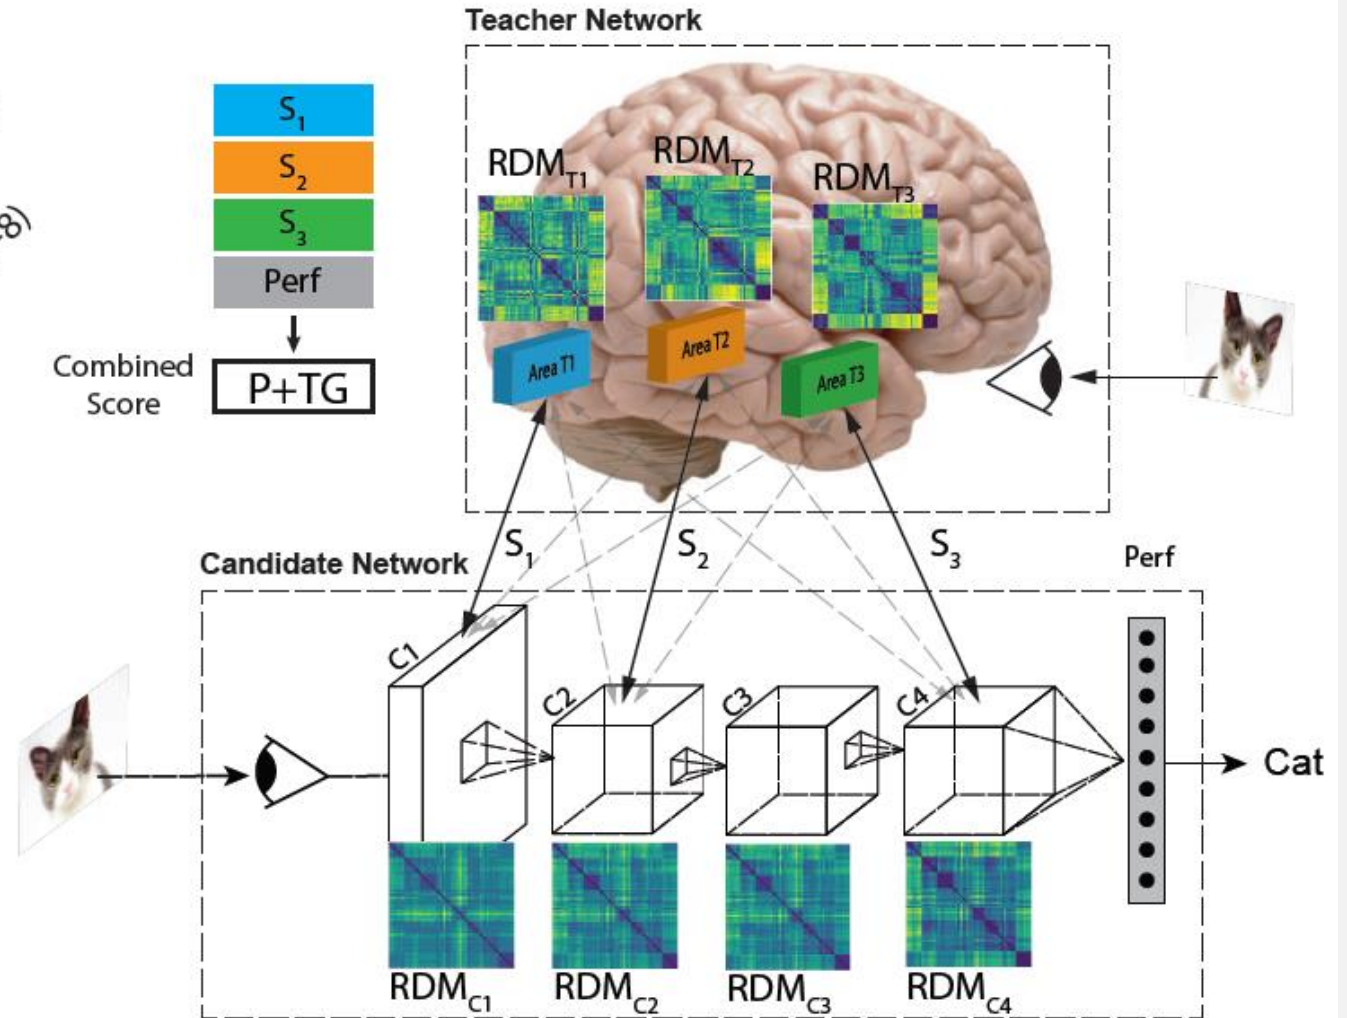 Teacher Network
S1
S2
S3
Perf
Combined
Score
P+TG
RDMT1
RDMT2
RDMT3
Area T1
Area T2
Area T3
S1
S2
S3
Perf
Candidate Network
C1
C2
C3
C4
Cat
RDMC1
RDMC2
RDMC3
RDMC4